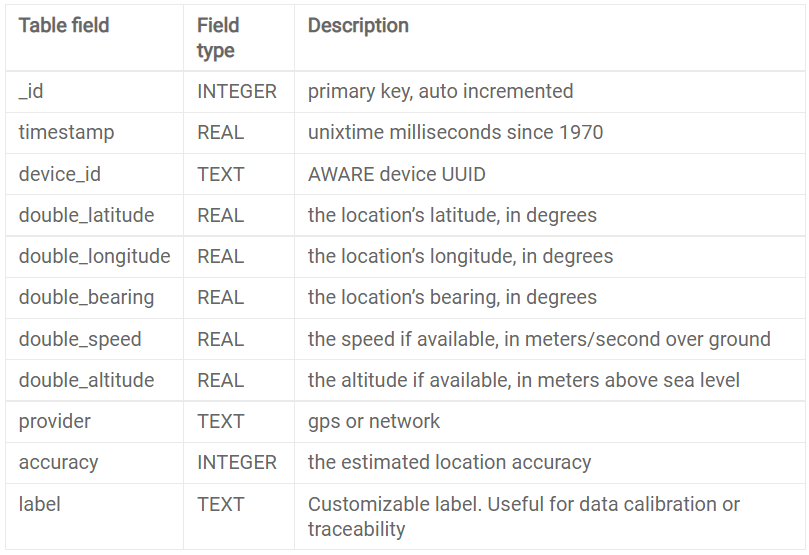 Table field Field type Description
_id INTEGER primary key, auto incremented
timestamp REAL unixtime milliseconds since 1970
device_id TEXT AWARE device UUID
double_latitude REAL the location’s latitude, in degrees
double_longitude REAL the location’s longitude, in degrees
double_bearing REAL the location’s bearing, in degrees
double_speed REAL the speed if available, in meters/second over ground
double_altitude REAL the altitude if available, in meters above sea level
provider TEXT gps or network
accuracy INTEGER the estimated location accuracy
label TEXT Customizable label. Useful for data calibration or
traceability